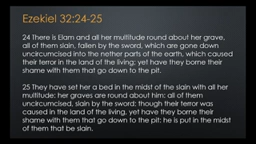 Ezekiel 32:24-25
24 There is Elam and all her multitude round about her grave,
all of them slain, fallen by the sword, which are gone down
uncircumcised into the nether parts of the earth, which caused
their terror in the land of the living; yet have they borne their
shame with them that go down to the pit.
25 They have set her a bed in the midst of the slain with all her
multitude: her graves are round about him: all of them
uncircumcised, slain by the sword: though their terror was
caused in the land of the living, yet have they borne their
shame with them that go down to the pit: he is put in the midst
of them that be slain.